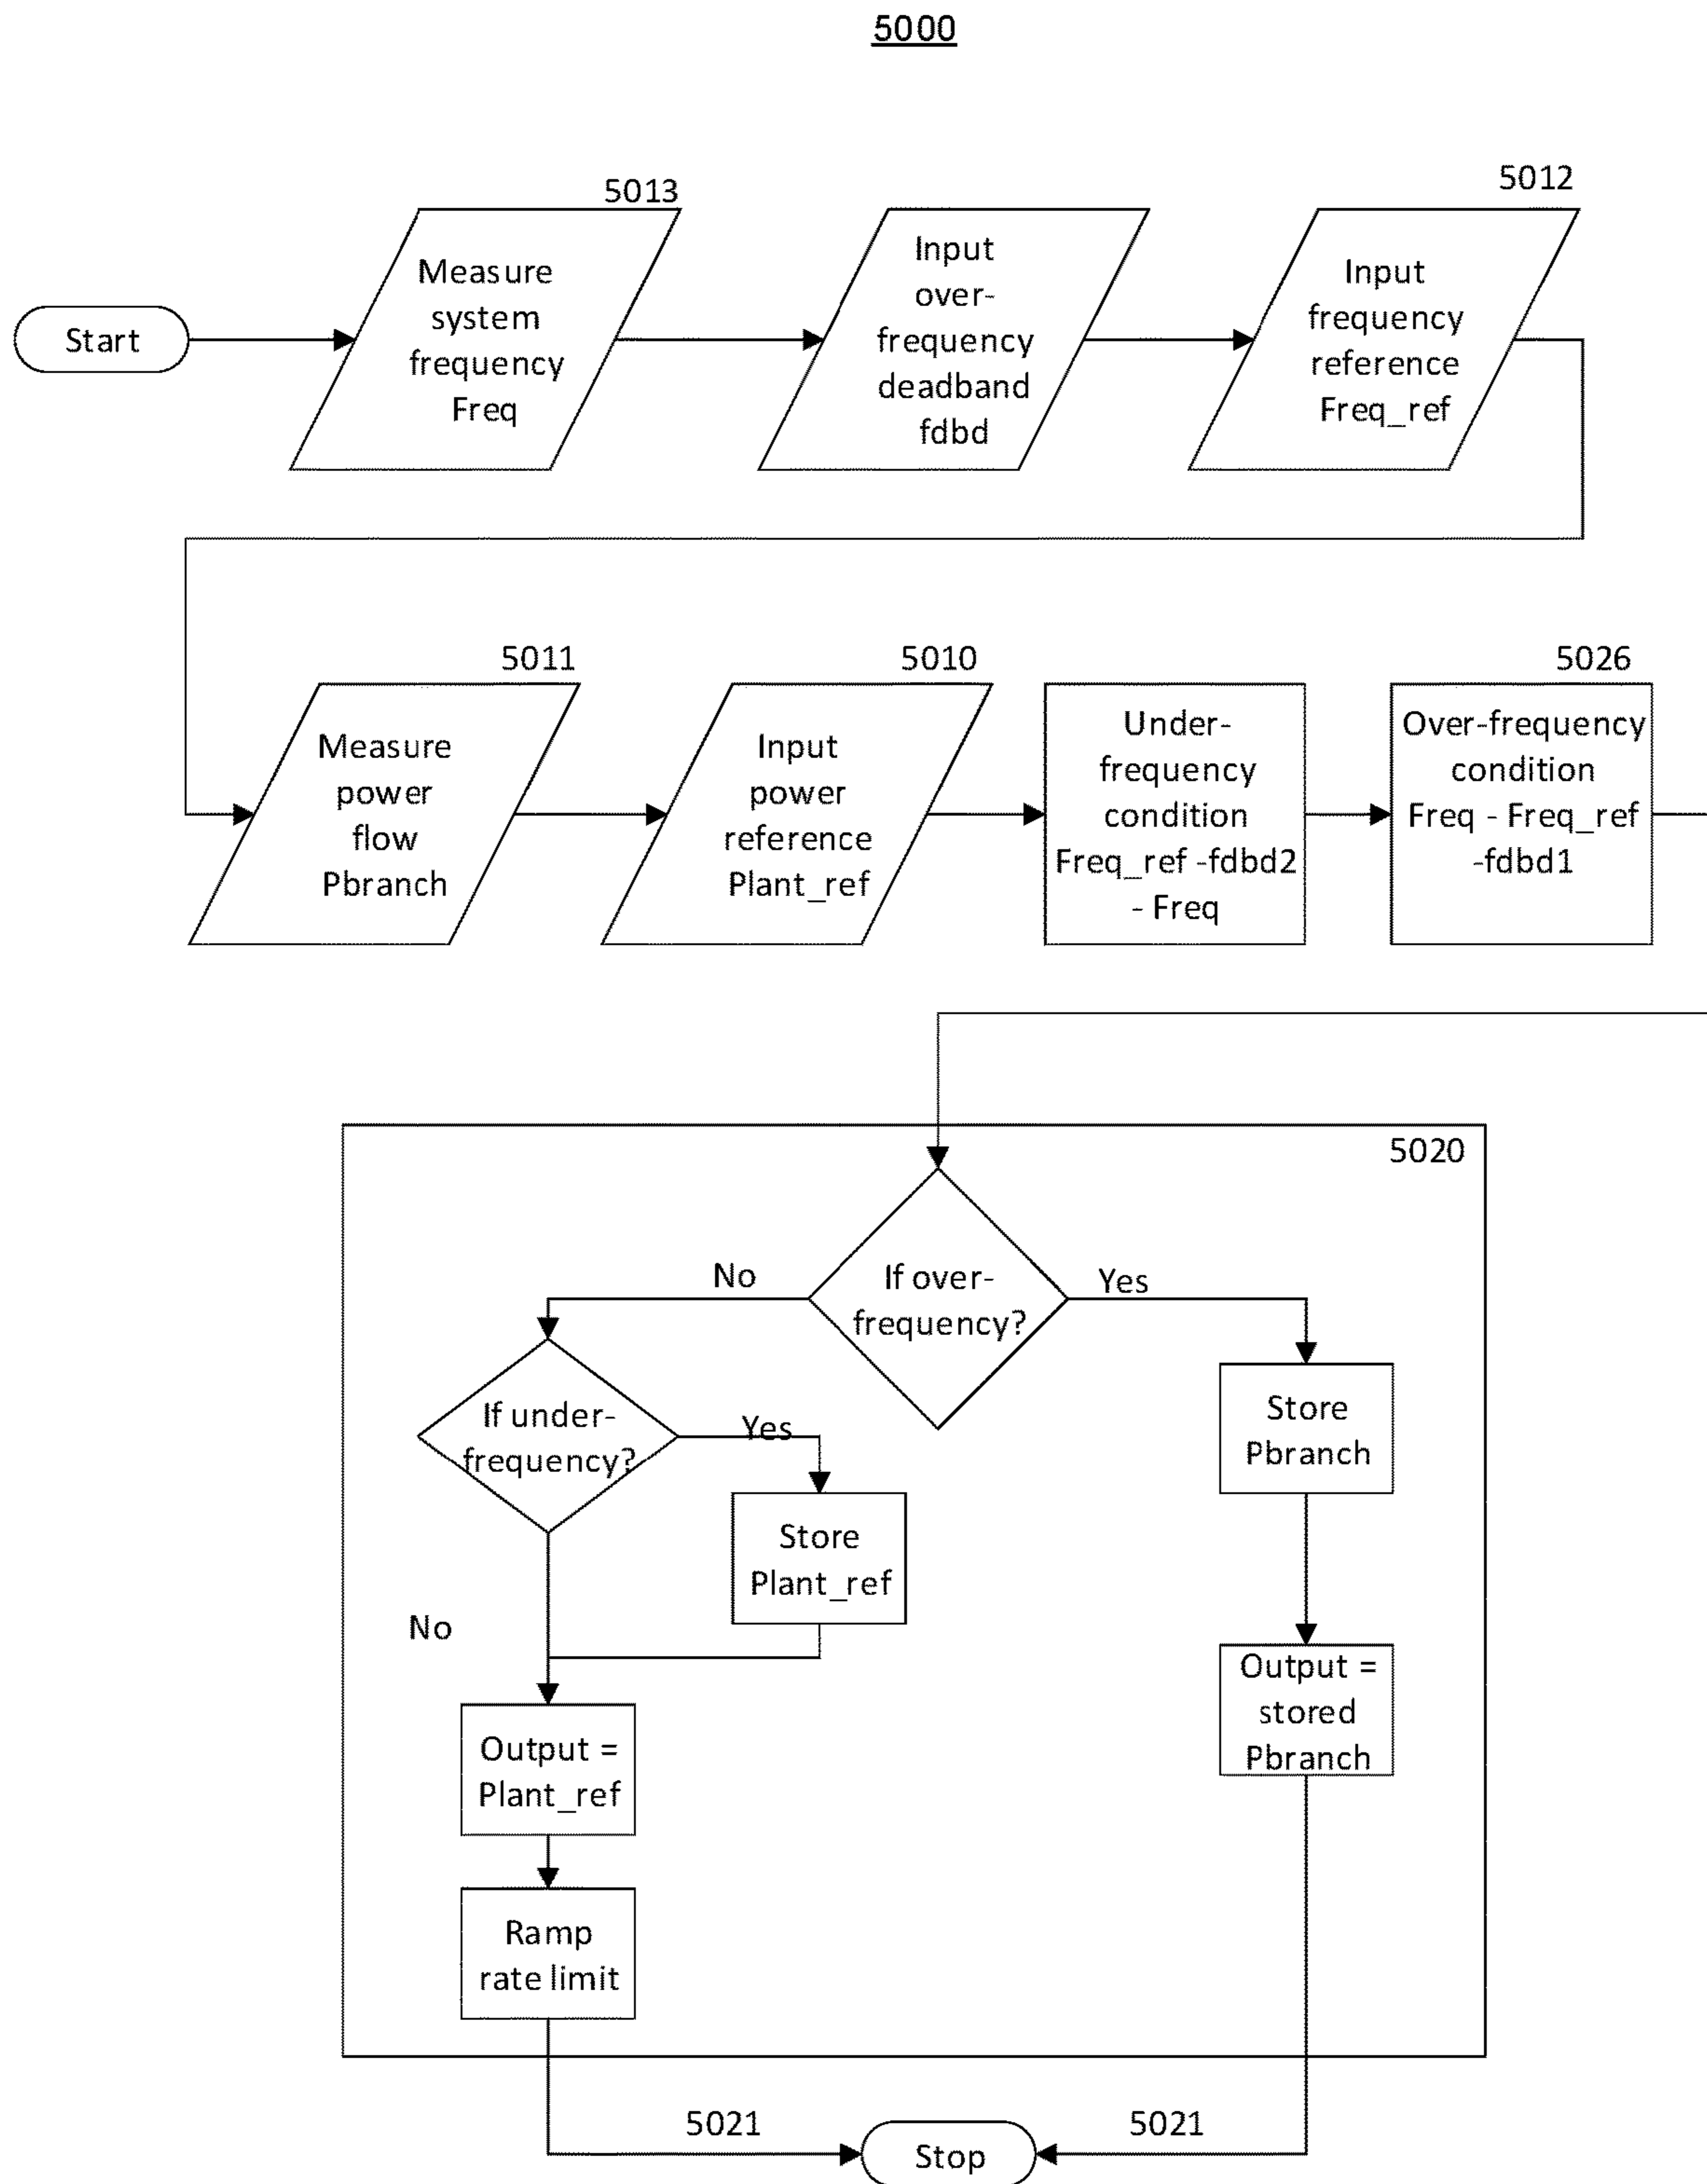 5000
5013
5012
Start
Measure
system
frequency
Freq
Input
over-
frequency
deadband
fdbd
Input
frequency
reference
Freq_ref
5011
5010
5026
Measure
power
flow
Pbranch
Input
power
reference
Plant_ref
Under-
frequency
condition
Freq_ref -fdbd2
- Freq
Over-frequency
condition
Freq - Freq_ref
-fdbd1
5020
If over-
frequency?
No
Yes
If under-
frequency?
Yes
Store
Plant_ref
No
Output =
Plant_ref
Ramp
rate limit
Store
Pbranch
Output =
stored
Pbranch
5021
5021
Stop